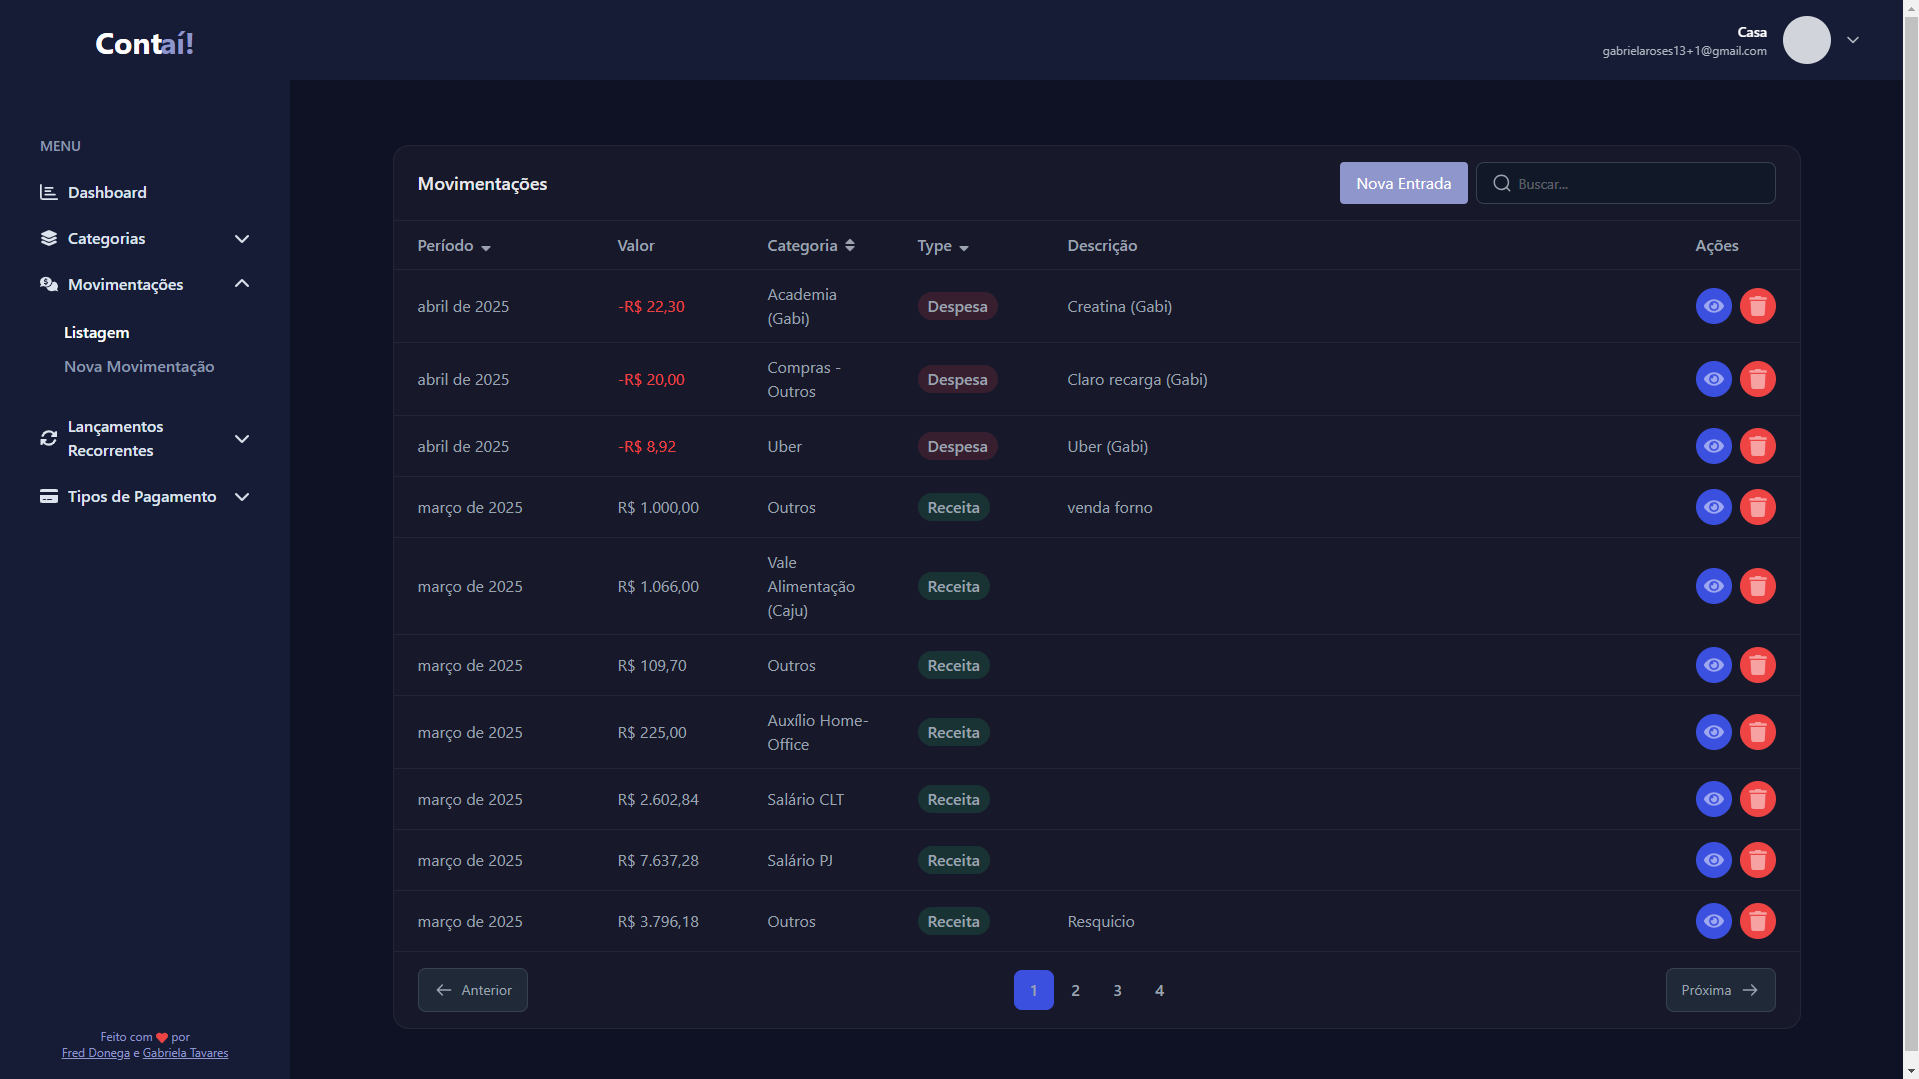 Contaí!
Casa
gabrielaroses13+1@gmail.com
MENU
Dashboard
Categorias
Movimentações
Listagem
Nova Movimentação
Lançamentos
Recorrentes
Tipos de Pagamento
Feito com por
Fred Donega e Gabriela Tavares
Movimentações
Nova Entrada
Buscar...
Período Valor Categoria Type Descrição Ações
abril de 2025 -R$ 22,30 Academia (Gabi) Despesa Creatina (Gabi)
abril de 2025 -R$ 20,00 Compras - Outros Despesa Claro recarga (Gabi)
abril de 2025 -R$ 8,92 Uber Despesa Uber (Gabi)
março de 2025 R$ 1.000,00 Outros Receita venda forno
março de 2025 R$ 1.066,00 Vale Alimentação (Caju) Receita
março de 2025 R$ 109,70 Outros Receita
março de 2025 R$ 225,00 Auxílio Home-Office Receita
março de 2025 R$ 2.602,84 Salário CLT Receita
março de 2025 R$ 7.637,28 Salário PJ Receita
março de 2025 R$ 3.796,18 Outros Receita Resquicio
Anterior 1 2 3 4 Próxima